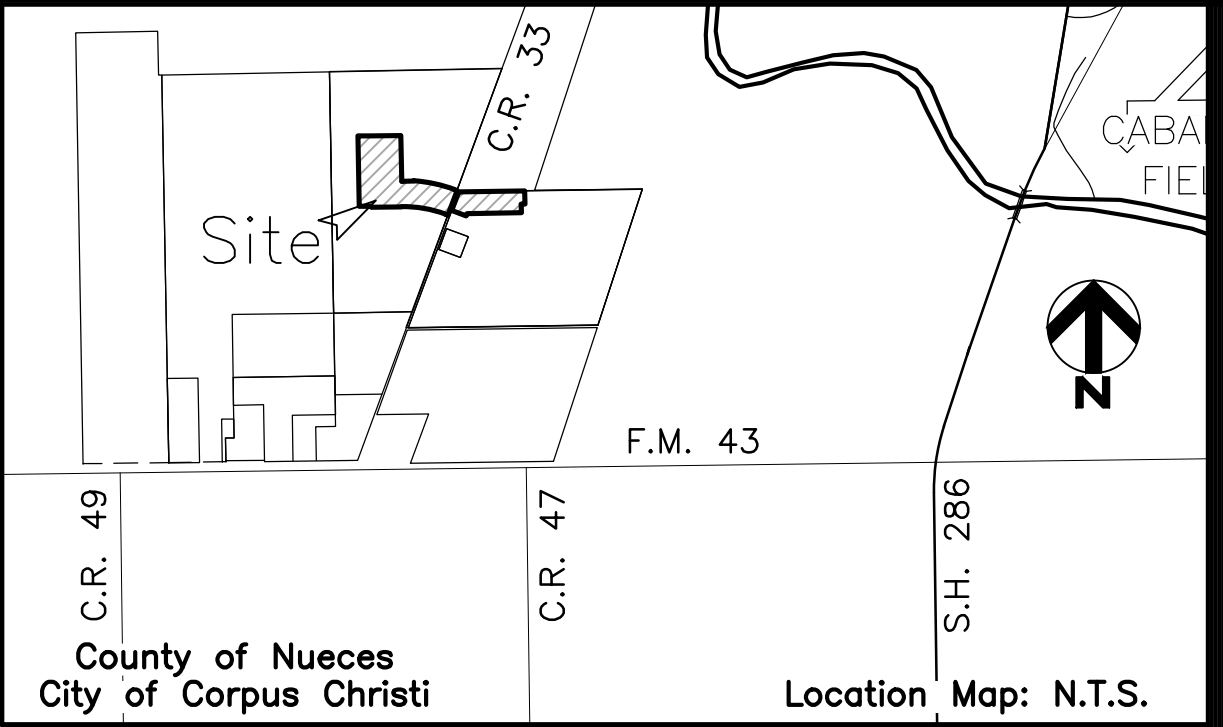 C.R. 33
Site
F.M. 43
N
C.R. 49
C.R. 47
S.H. 286
County of Nueces
City of Corpus Christi
Location Map: N.T.S.